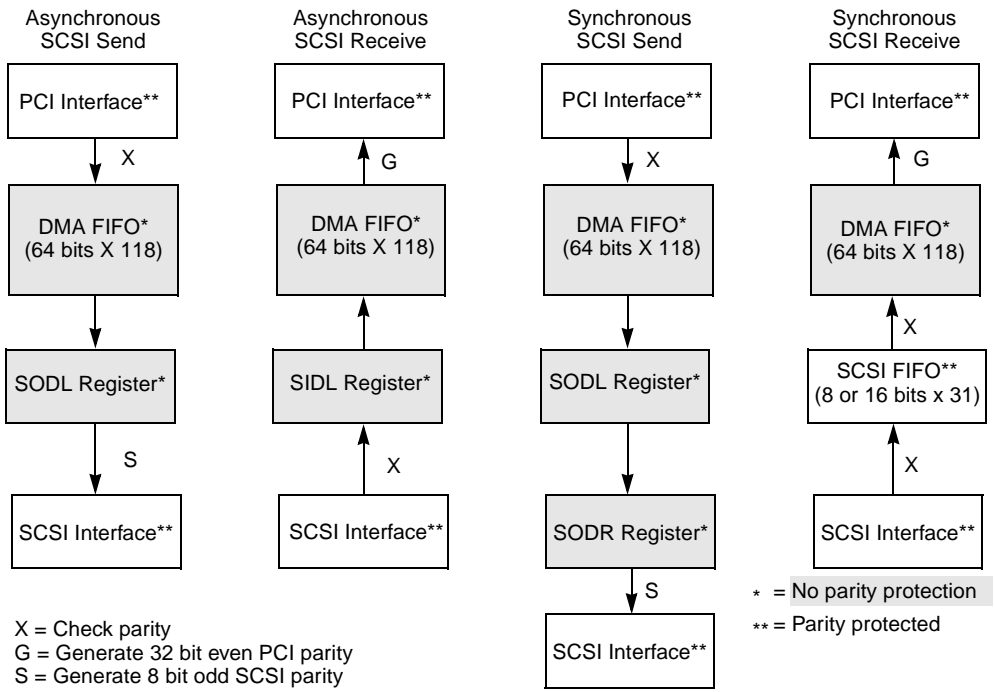 Asynchronous
SCSI Send
PCI Interface**
X
DMA FIFO*
(64 bits X 118)
SODL Register*
S
SCSI Interface**
Asynchronous
SCSI Receive
PCI Interface**
G
DMA FIFO*
(64 bits X 118)
SIDL Register*
X
SCSI Interface**
Synchronous
SCSI Send
PCI Interface**
X
DMA FIFO*
(64 bits X 118)
SODL Register*
SODR Register*
S
SCSI Interface**
Synchronous
SCSI Receive
PCI Interface**
G
DMA FIFO*
(64 bits X 118)
X
SCSI FIFO**
(8 or 16 bits x 31)
X
SCSI Interface**
X = Check parity
G = Generate 32 bit even PCI parity
S = Generate 8 bit odd SCSI parity
* = No parity protection
** = Parity protected